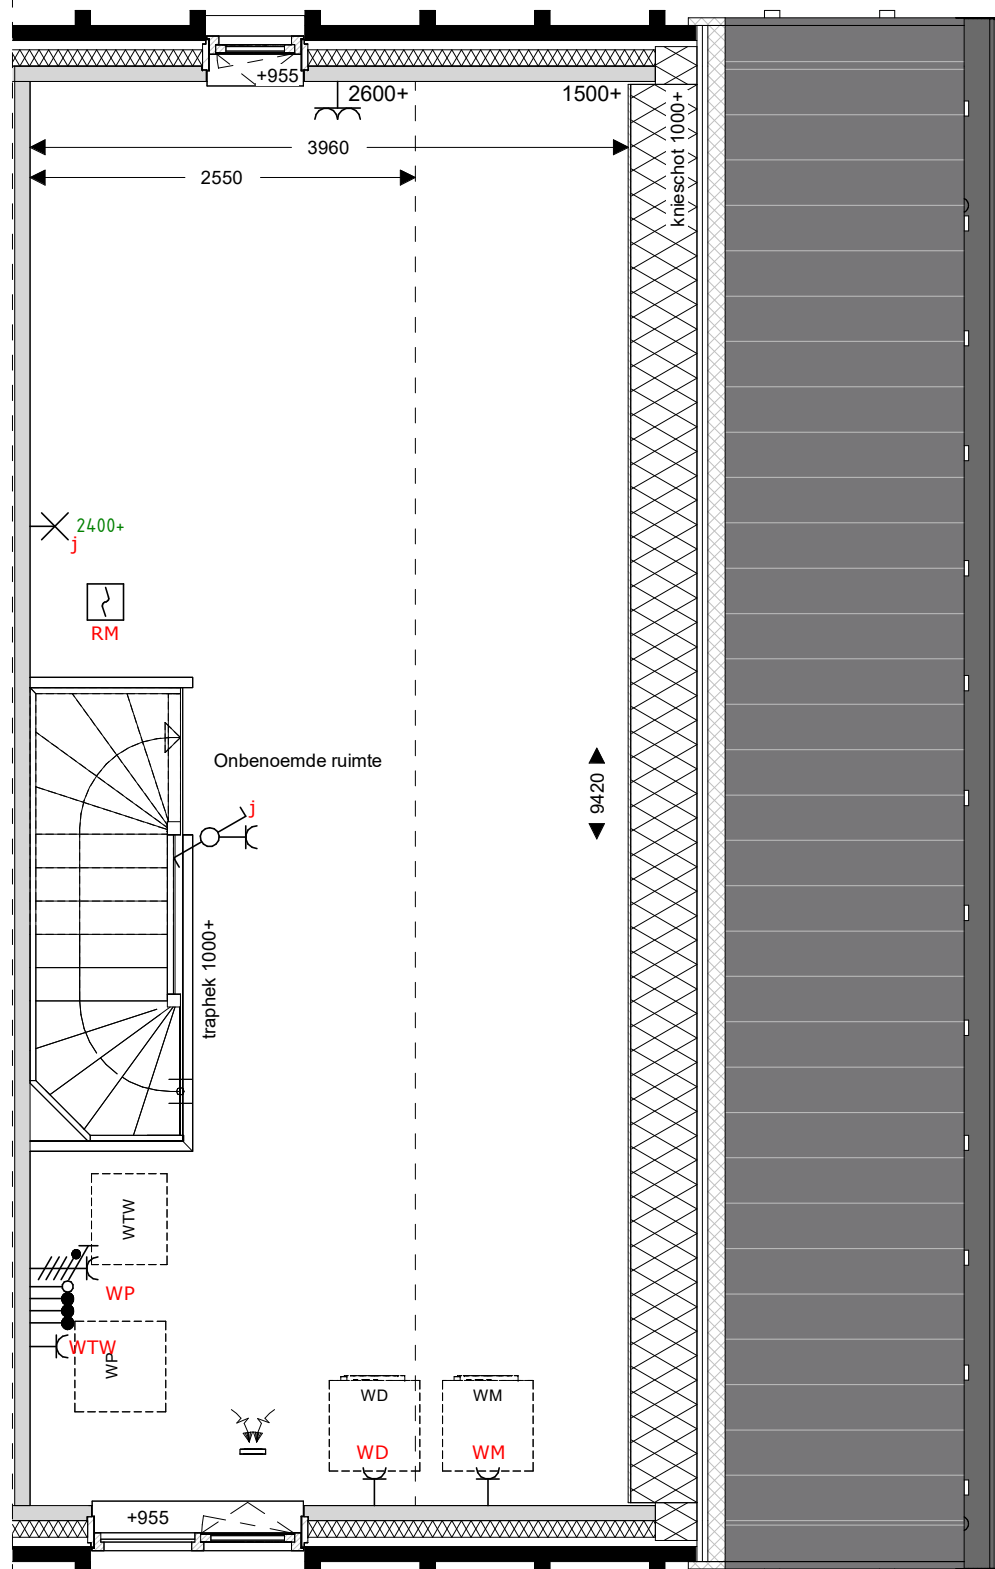 +955
2600+
1500+
knieschot 1000+
3960
2550
2400+
j
RM
Onbenoemde ruimte
9420
j
traphek 1000+
WTW
WP
WTW
WP
WD
WM
WD
WM
+955